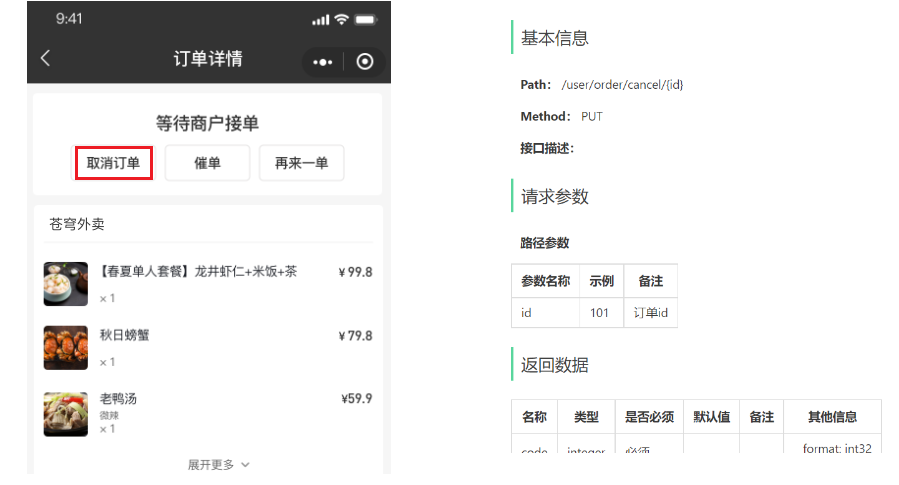 9:41
订单详情
等待商户接单
取消订单 催单 再来一单
苍穹外卖
【春夏单人套餐】龙井虾仁+米饭+茶 ¥99.8
×1
秋日螃蟹 ¥79.8
×1
老鸭汤 ¥59.9
微辣
×1
展开更多
基本信息
Path： /user/order/cancel/{id}
Method： PUT
接口描述：
请求参数
路径参数
参数名称 示例 备注
id 101 订单id
返回数据
名称 类型 是否必须 默认值 备注 其他信息
code integer 必须 format: int32